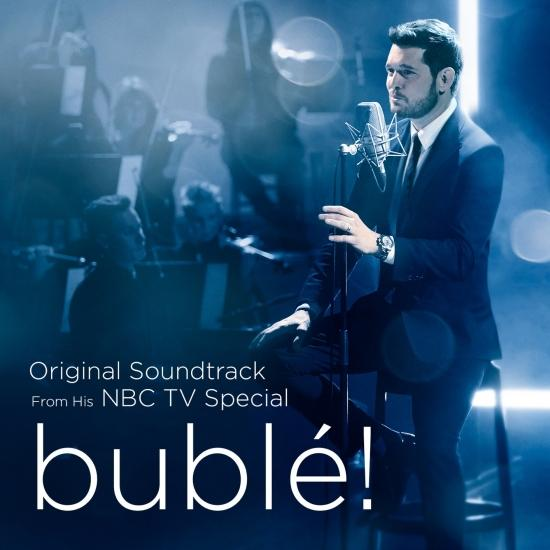 Original Soundtrack
From His NBC TV Special
bublé!